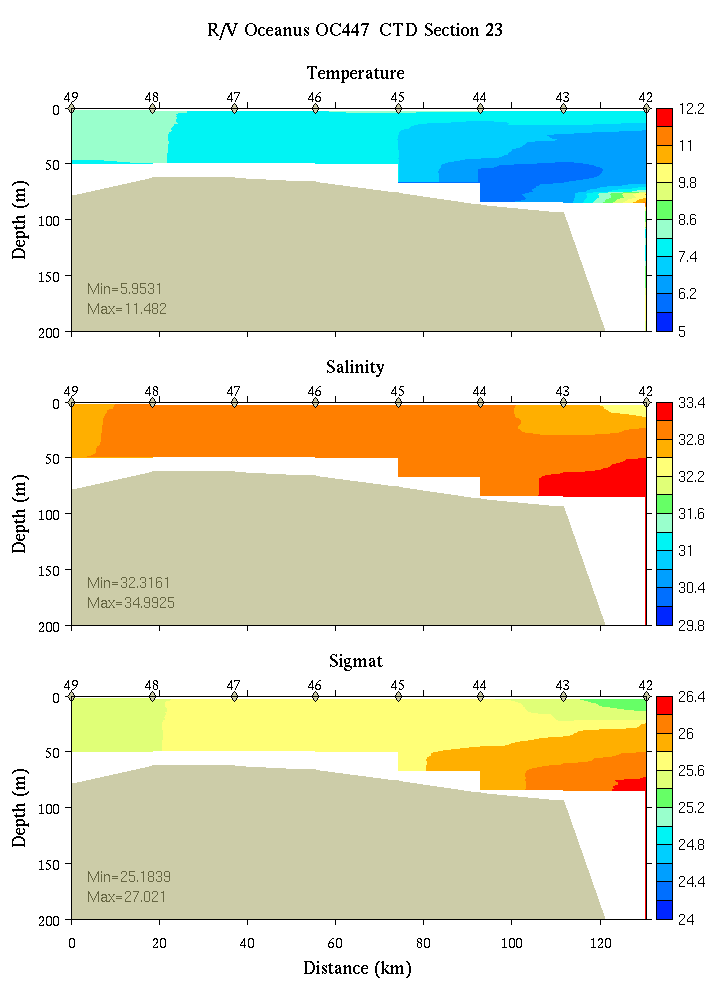 R/V Oceanus OC447 CTD Section 23
Temperature
49 48 47 46 45 44 43 42
0
50
100
150
200
Depth (m)
Min=5.9531
Max=11.482
12.2
11
9.8
8.6
7.4
6.2
5
Salinity
49 48 47 46 45 44 43 42
0
50
100
150
200
Depth (m)
Min=32.3161
Max=34.9925
33.4
32.8
32.2
31.6
31
30.4
29.8
Sigmat
49 48 47 46 45 44 43 42
0
50
100
150
200
Depth (m)
Min=25.1839
Max=27.021
26.4
26
25.6
25.2
24.8
24.4
24
0 20 40 60 80 100 120
Distance (km)